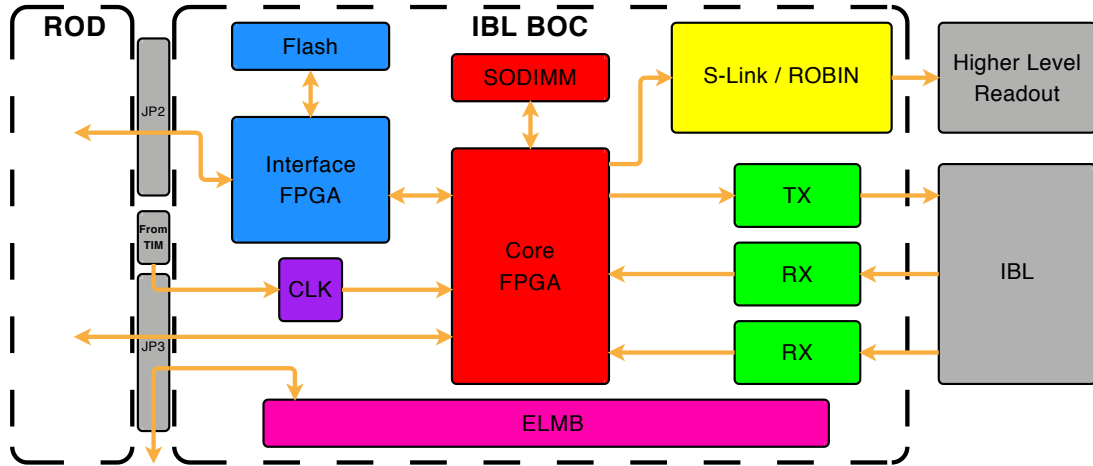 ROD
IBL BOC
Flash
SODIMM
S-Link / ROBIN
Higher Level
Readout
JP2
Interface
FPGA
TX
From
TIM
Core
FPGA
CLK
RX
IBL
JP3
RX
ELMB